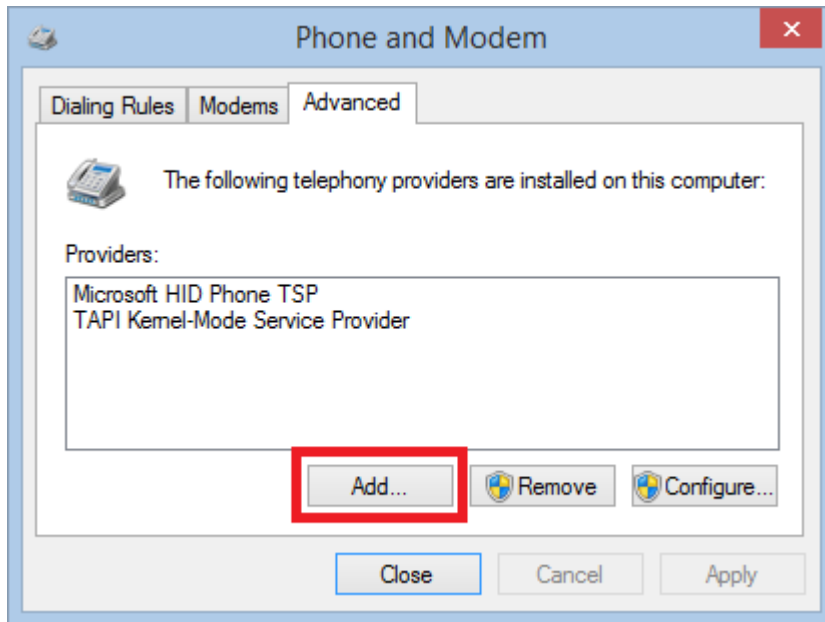 Phone and Modem
Dialing Rules Modems Advanced
The following telephony providers are installed on this computer:
Providers:
Microsoft HID Phone TSP
TAPI Kernel-Mode Service Provider
Add... Remove Configure...
Close Cancel Apply